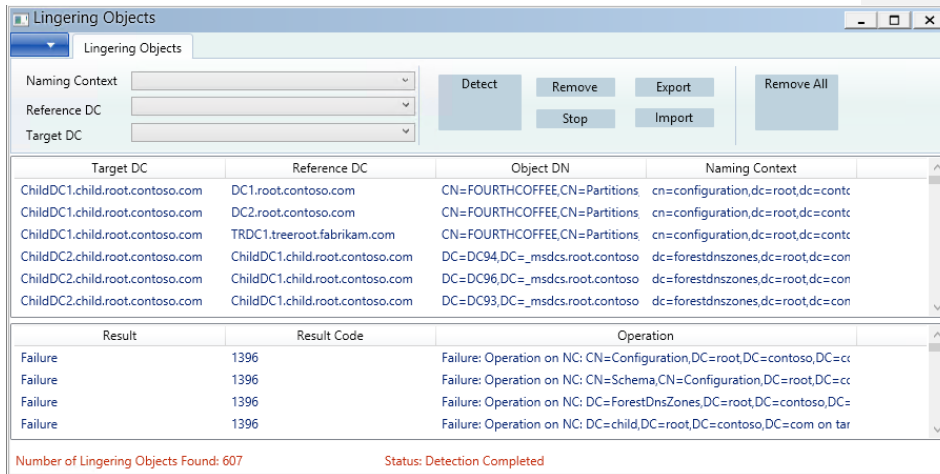 Lingering Objects
Lingering Objects
Naming Context
Reference DC
Target DC
Detect
Remove
Export
Stop
Import
Remove All
Target DC Reference DC Object DN Naming Context
ChildDC1.child.root.contoso.com DC1.root.contoso.com CN=FOURTHCOFFEE,CN=Partitions, cn=configuration,dc=root,dc=contc
ChildDC1.child.root.contoso.com DC2.root.contoso.com CN=FOURTHCOFFEE,CN=Partitions, cn=configuration,dc=root,dc=contc
ChildDC1.child.root.contoso.com TRDC1.treeroot.fabrikam.com CN=FOURTHCOFFEE,CN=Partitions, cn=configuration,dc=root,dc=contc
ChildDC2.child.root.contoso.com ChildDC1.child.root.contoso.com DC=DC94,DC=_msdcs.root.contoso dc=forestdnszones,dc=root,dc=con
ChildDC2.child.root.contoso.com ChildDC1.child.root.contoso.com DC=DC96,DC=_msdcs.root.contoso dc=forestdnszones,dc=root,dc=con
ChildDC2.child.root.contoso.com ChildDC1.child.root.contoso.com DC=DC93,DC=_msdcs.root.contoso dc=forestdnszones,dc=root,dc=con
Result Result Code Operation
Failure 1396 Failure: Operation on NC: CN=Configuration,DC=root,DC=contoso,DC=cc
Failure 1396 Failure: Operation on NC: CN=Schema,CN=Configuration,DC=root,DC=cc
Failure 1396 Failure: Operation on NC: DC=ForestDnsZones,DC=root,DC=contoso,DC=
Failure 1396 Failure: Operation on NC: DC=child,DC=root,DC=contoso,DC=com on tar
Number of Lingering Objects Found: 607 Status: Detection Completed